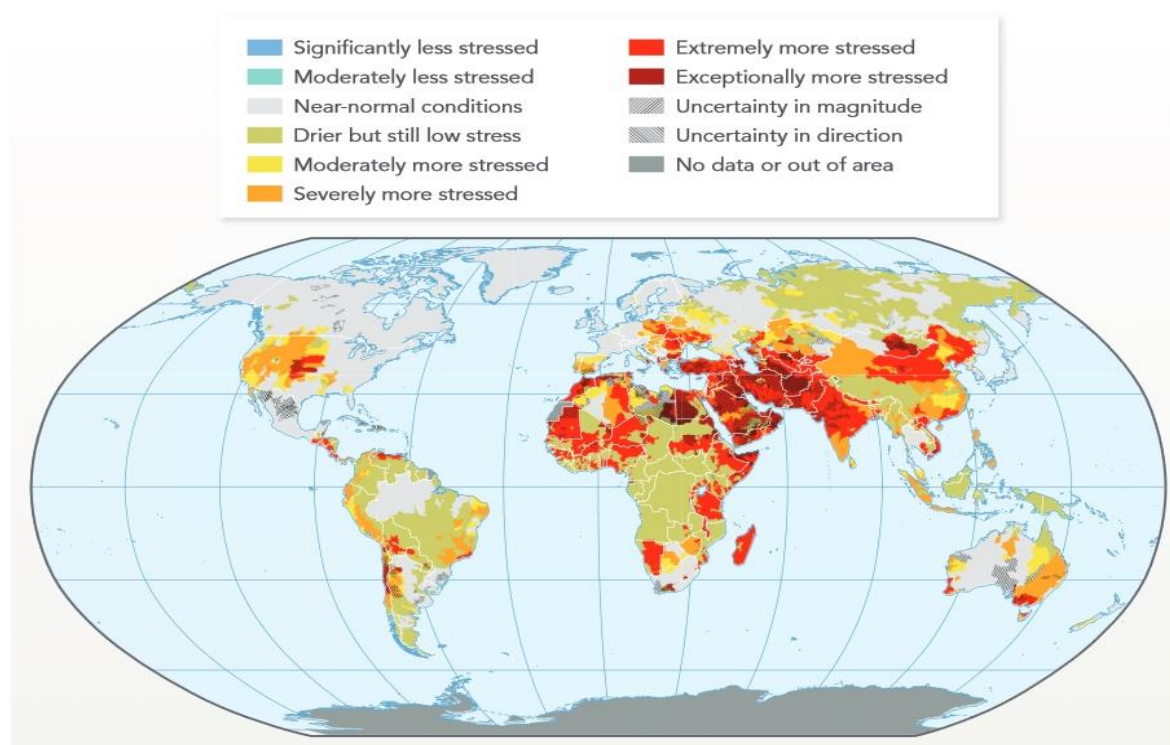 Significantly less stressed
Moderately less stressed
Near-normal conditions
Drier but still low stress
Moderately more stressed
Severely more stressed
Extremely more stressed
Exceptionally more stressed
Uncertainty in magnitude
Uncertainty in direction
No data or out of area